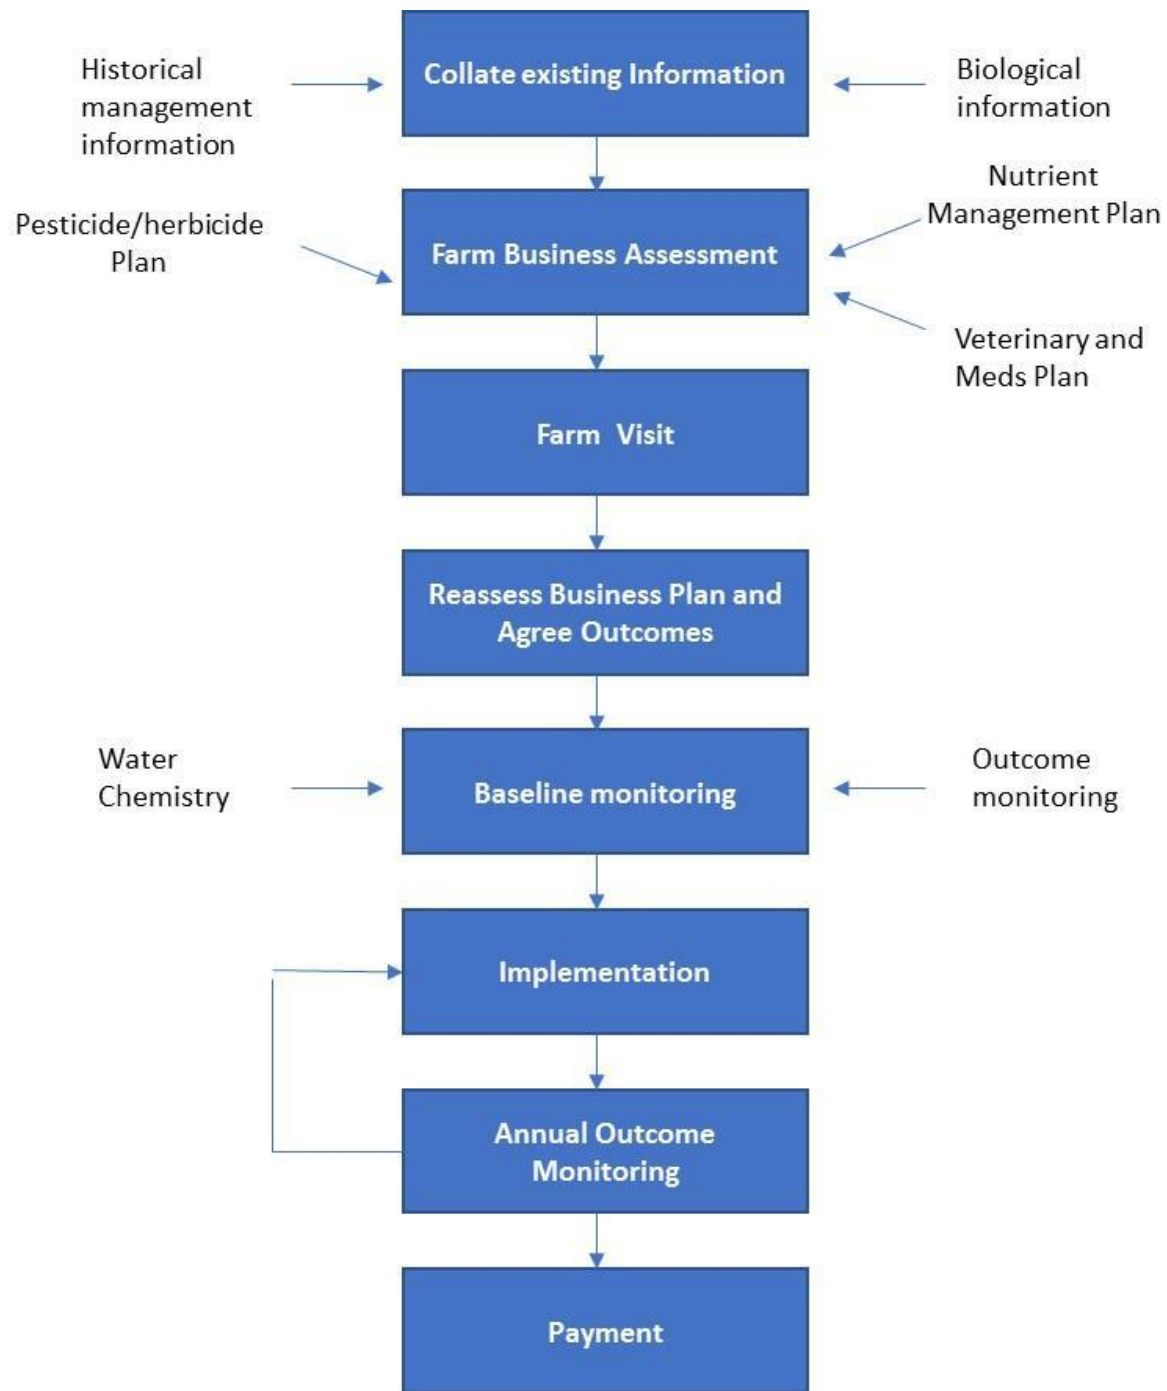 Collate existing Information
Historical
management
information
Biological
information
Farm Business Assessment
Pesticide/herbicide
Plan
Nutrient
Management Plan
Veterinary and
Meds Plan
Farm Visit
Reassess Business Plan and
Agree Outcomes
Baseline monitoring
Water
Chemistry
Outcome
monitoring
Implementation
Annual Outcome
Monitoring
Payment